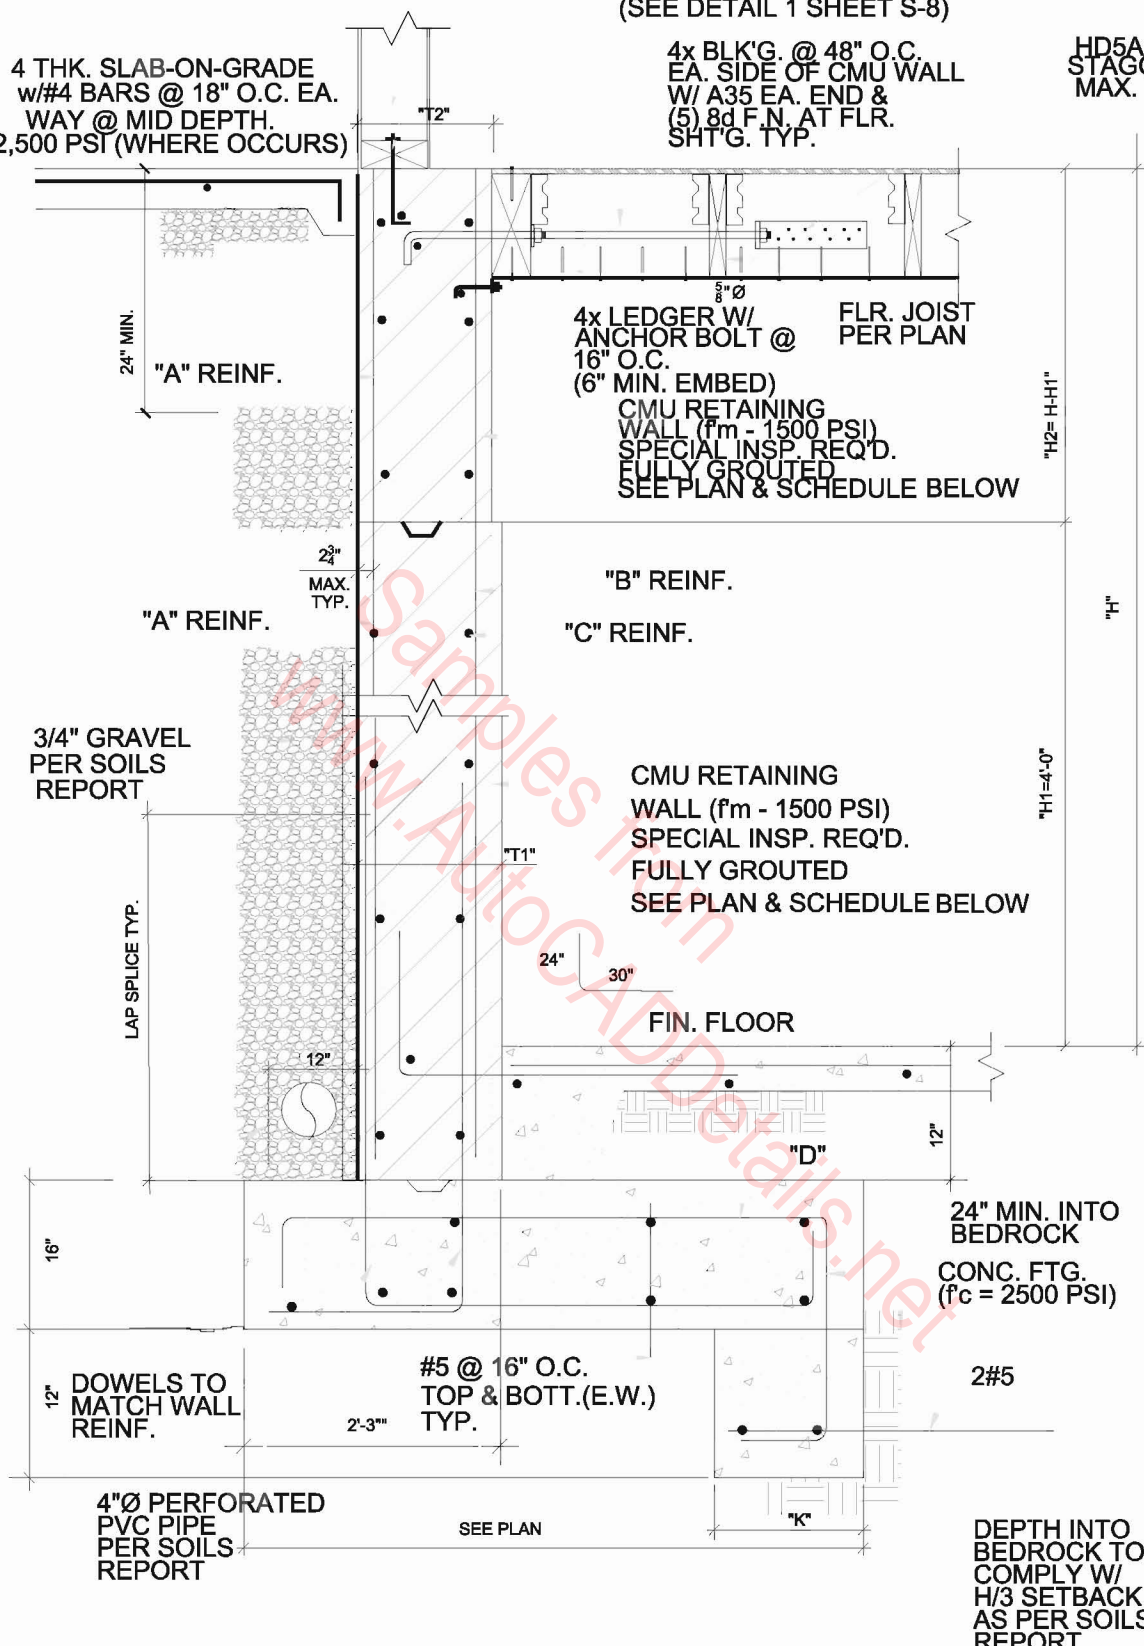 (SEE DETAIL 1 SHEET S-8)
4 THK. SLAB-ON-GRADE
w/#4 BARS @ 18" O.C. EA.
WAY @ MID DEPTH.
2,500 PSI (WHERE OCCURS)
"T2"
4x BLK'G. @ 48" O.C.
EA. SIDE OF CMU WALL
W/ A35 EA. END &
(5) 8d F.N. AT FLR.
SHT'G. TYP.
HD5A
STAGG
MAX.
24" MIN.
"A" REINF.
5/8"Ø
4x LEDGER W/
ANCHOR BOLT @
16" O.C.
(6" MIN. EMBED)
FLR. JOIST
PER PLAN
CMU RETAINING
WALL (f'm - 1500 PSI)
SPECIAL INSP. REQ'D.
FULLY GROUTED
SEE PLAN & SCHEDULE BELOW
"H2= H-H1"
2 3/4"
MAX.
TYP.
"A" REINF.
"B" REINF.
"C" REINF.
"H"
3/4" GRAVEL
PER SOILS
REPORT
CMU RETAINING
WALL (f'm - 1500 PSI)
SPECIAL INSP. REQ'D.
FULLY GROUTED
SEE PLAN & SCHEDULE BELOW
"H1=4'-0"
"T1"
LAP SPLICE TYP.
24"
30"
FIN. FLOOR
12"
12"
"D"
16"
24" MIN. INTO
BEDROCK
CONC. FTG.
(f'c = 2500 PSI)
12"
DOWELS TO
MATCH WALL
REINF.
#5 @ 16" O.C.
TOP & BOTT.(E.W.)
TYP.
2'-3""
2#5
4"Ø PERFORATED
PVC PIPE
PER SOILS
REPORT
SEE PLAN
"K"
DEPTH INTO
BEDROCK TO
COMPLY W/
H/3 SETBACK
AS PER SOILS
REPORT
Samples from
www.AutoCADDetails.net